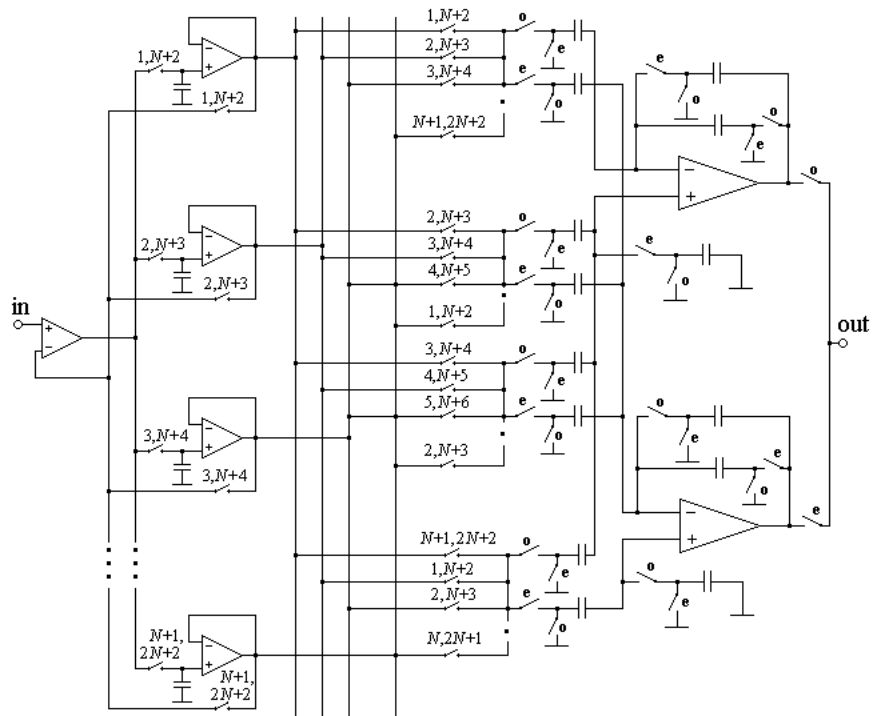 1,N+2
o
2,N+3
e
3,N+4
e
o
N+1,2N+2
−
+
1,N+2
1,N+2
e
o
o
e
−
+
o
2,N+3
o
3,N+4
e
4,N+5
e
o
1,N+2
−
+
2,N+3
2,N+3
e
o
in
+
−
out
3,N+4
o
4,N+5
e
5,N+6
e
o
2,N+3
−
+
3,N+4
3,N+4
o
e
e
o
−
+
e
N+1,2N+2
o
1,N+2
e
2,N+3
e
o
N,2N+1
o
e
−
+
N+1,
2N+2
N+1,
2N+2